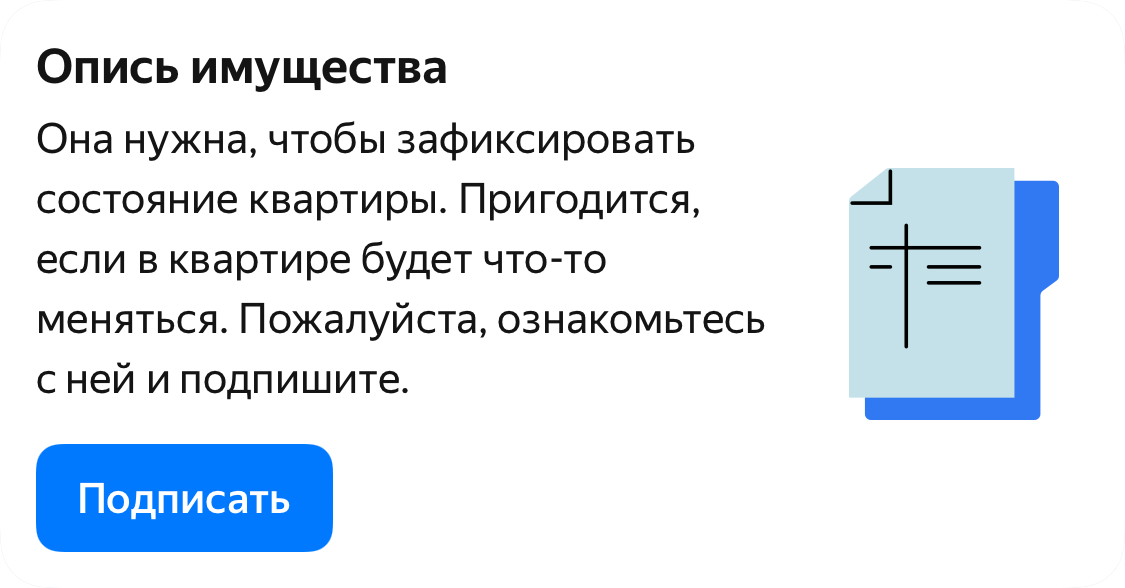 Опись имущества
Она нужна, чтобы зафиксировать
состояние квартиры. Пригодится,
если в квартире будет что-то
меняться. Пожалуйста, ознакомьтесь
с ней и подпишите.
Подписать